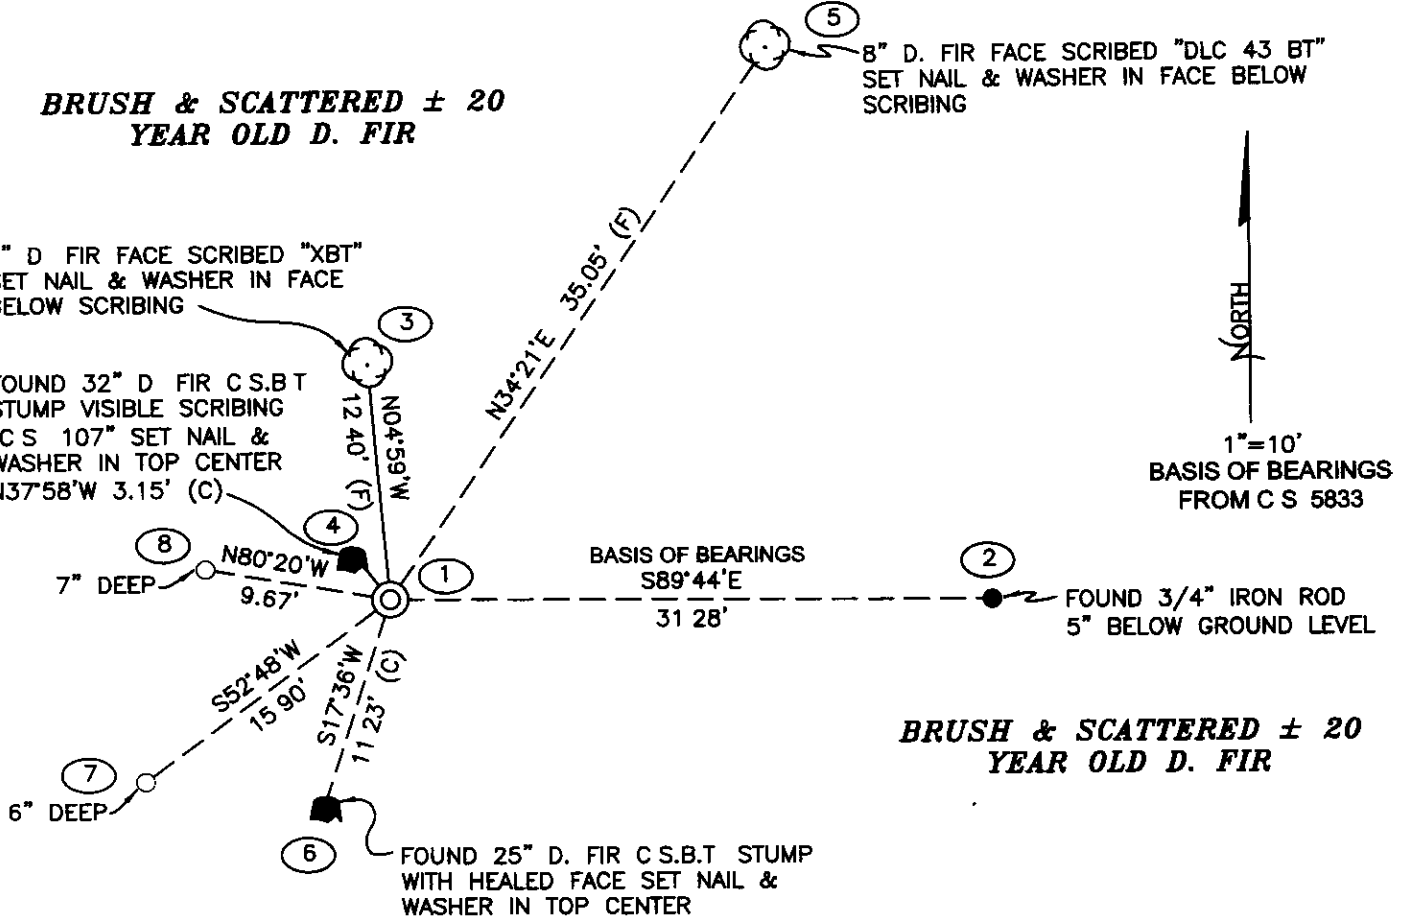 5
8" D. FIR FACE SCRIBED "DLC 43 BT"
SET NAIL & WASHER IN FACE BELOW
SCRIBING
BRUSH & SCATTERED ± 20
YEAR OLD D. FIR
" D FIR FACE SCRIBED "XBT"
SET NAIL & WASHER IN FACE
BELOW SCRIBING
3
N34°21'E 35.05' (F)
NORTH
1"=10'
BASIS OF BEARINGS
FROM C S 5833
FOUND 32" D FIR C S.B T
STUMP VISIBLE SCRIBING
C S 107" SET NAIL &
WASHER IN TOP CENTER
N37°58'W 3.15' (C)
N04°59'W
12 40' (F)
4
8
7" DEEP
N80°20'W
9.67'
1
BASIS OF BEARINGS
S89°44'E
31 28'
2
FOUND 3/4" IRON ROD
5" BELOW GROUND LEVEL
S52°48'W
15 90'
S17°36'W
11 23' (C)
7
6" DEEP
6
FOUND 25" D. FIR C S.B.T STUMP
WITH HEALED FACE SET NAIL &
WASHER IN TOP CENTER
BRUSH & SCATTERED ± 20
YEAR OLD D. FIR